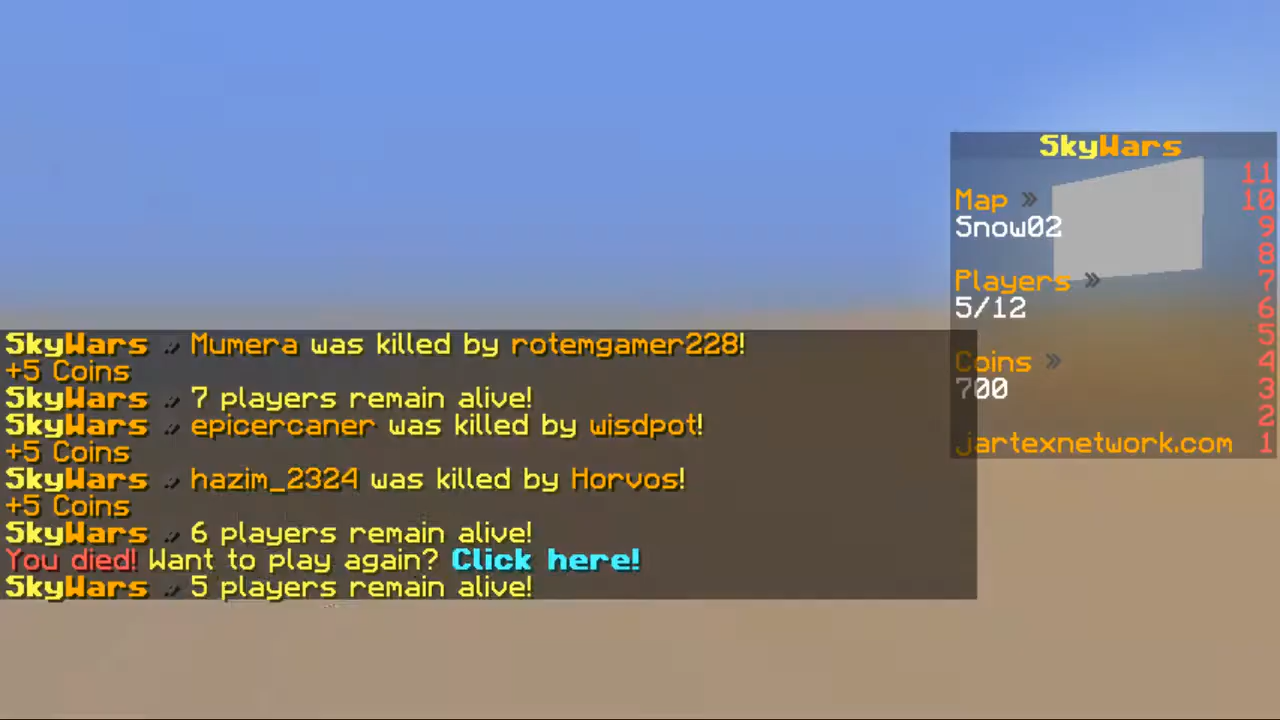 SkyWars » Mumera was killed by rotemgamer228!
+5 Coins
SkyWars » 7 players remain alive!
SkyWars » epicercaner was killed by wisdpot!
+5 Coins
SkyWars » hazim_2324 was killed by Horvos!
+5 Coins
SkyWars » 6 players remain alive!
You died! Want to play again? Click here!
SkyWars » 5 players remain alive!
SkyWars
11
Map » 10
Snow02 9
8
Players » 7
5/12 6
5
Coins » 4
700 3
2
jartexnetwork.com 1